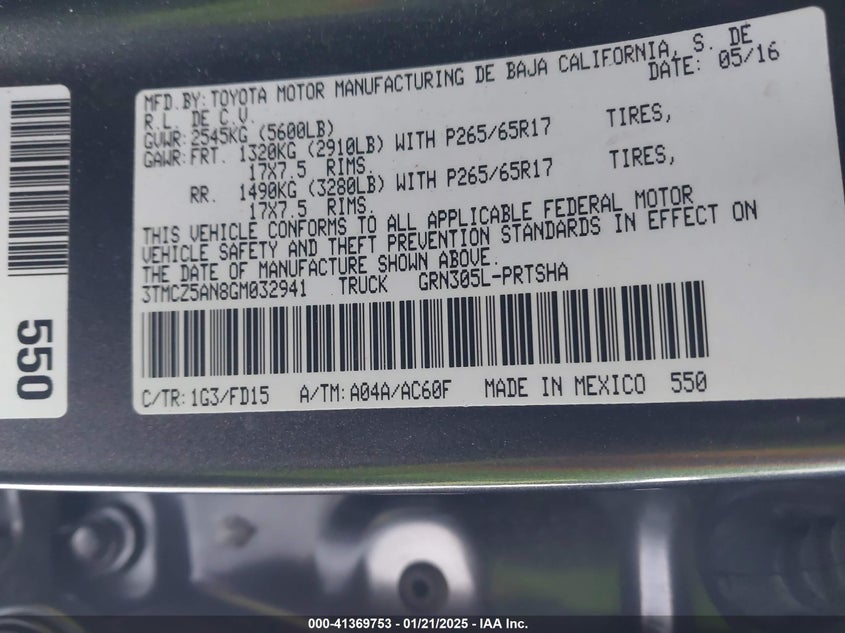 MFD.BY:TOYOTA MOTOR MANUFACTURING DE BAJA CALIFORNIA, S. DE
R.L. DE C.V. DATE: 05/16
GVWR:2545KG (5600LB)
GAWR:FRT. 1320KG (2910LB) WITH P265/65R17 TIRES,
17X7.5 RIMS.
RR. 1490KG (3280LB) WITH P265/65R17 TIRES,
17X7.5 RIMS.
THIS VEHICLE CONFORMS TO ALL APPLICABLE FEDERAL MOTOR
VEHICLE SAFETY AND THEFT PREVENTION STANDARDS IN EFFECT ON
THE DATE OF MANUFACTURE SHOWN ABOVE.
3TMCZ5AN8GM032941 TRUCK GRN305L-PRTSHA
C/TR:1G3/FD15 A/TM:A04A/AC60F MADE IN MEXICO 550
550
000-41369753 — 01/21/2025 — IAA Inc.